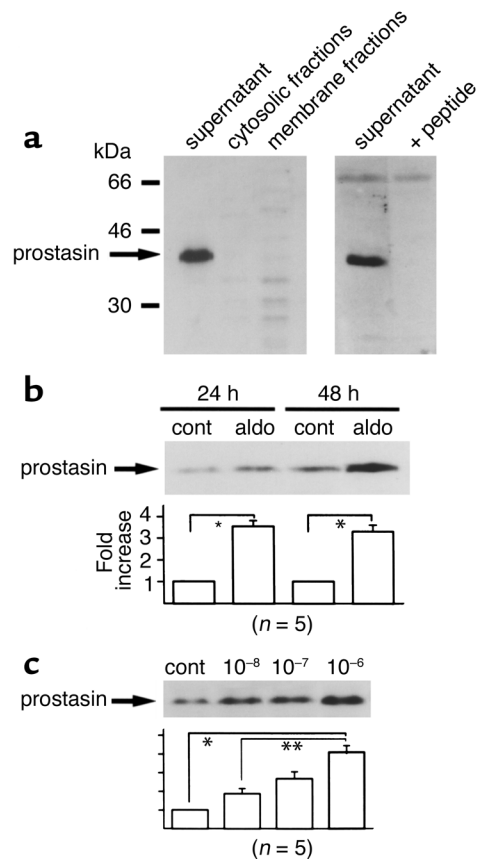 a
supernatant
cytosolic fractions
membrane fractions
supernatant
+ peptide
kDa
66
46
prostasin
30
b
24 h 48 h
cont aldo cont aldo
prostasin
Fold increase
4
3
2
1
* *
(n = 5)
c
cont 10–8 10–7 10–6
prostasin
* **
(n = 5)